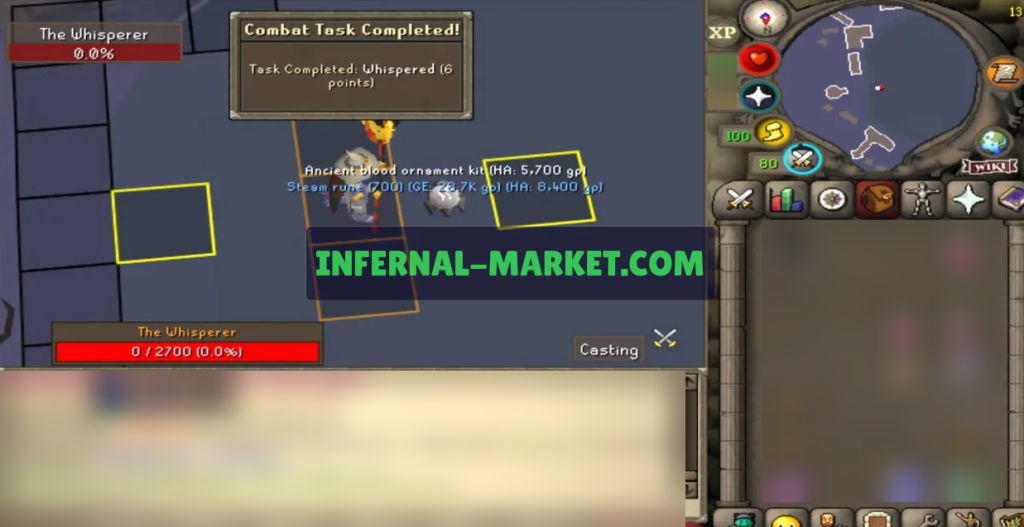 13
The Whisperer
0.0%
Combat Task Completed!
Task Completed: Whispered (6
points)
XP
100
80
WIKI
Ancient blood ornament kit (HA: 5,700 gp)
Steam rune (700) (GE: 28.7K gp) (HA: 8,400 gp)
INFERNAL-MARKET.COM
The Whisperer
0 / 2700 (0.0%)
Casting